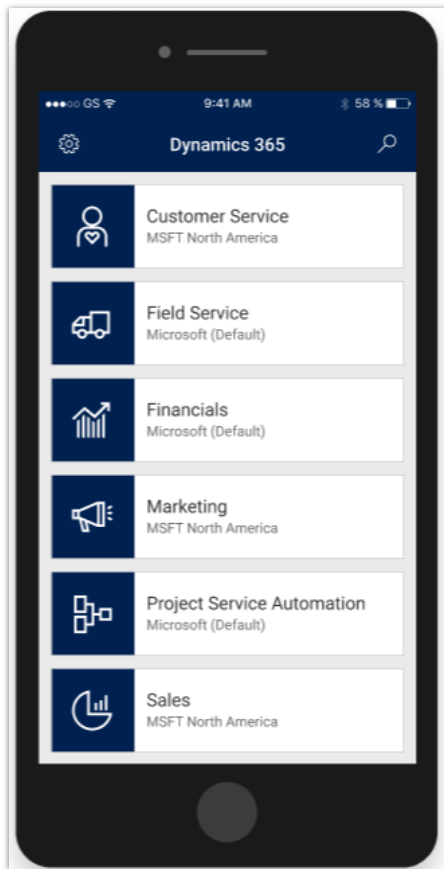 GS 9:41 AM 58 %
Dynamics 365
Customer Service
MSFT North America
Field Service
Microsoft (Default)
Financials
Microsoft (Default)
Marketing
MSFT North America
Project Service Automation
Microsoft (Default)
Sales
MSFT North America